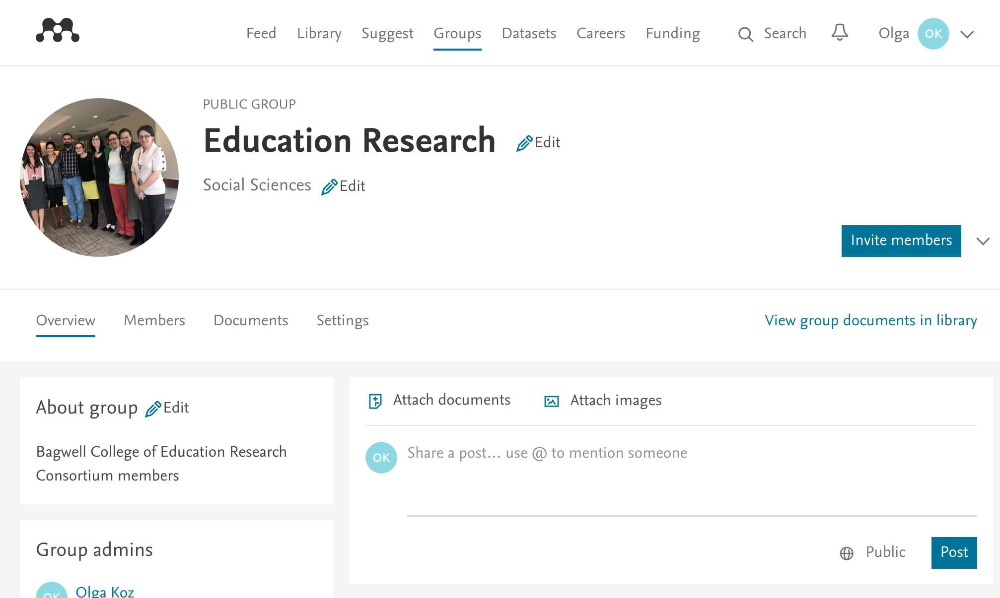 Feed Library Suggest Groups Datasets Careers Funding Search Olga OK
PUBLIC GROUP
Education Research Edit
Social Sciences Edit
Invite members
Overview Members Documents Settings View group documents in library
About group Edit
Bagwell College of Education Research
Consortium members
Group admins
OK Olga Koz
Attach documents Attach images
OK Share a post... use @ to mention someone
Public Post